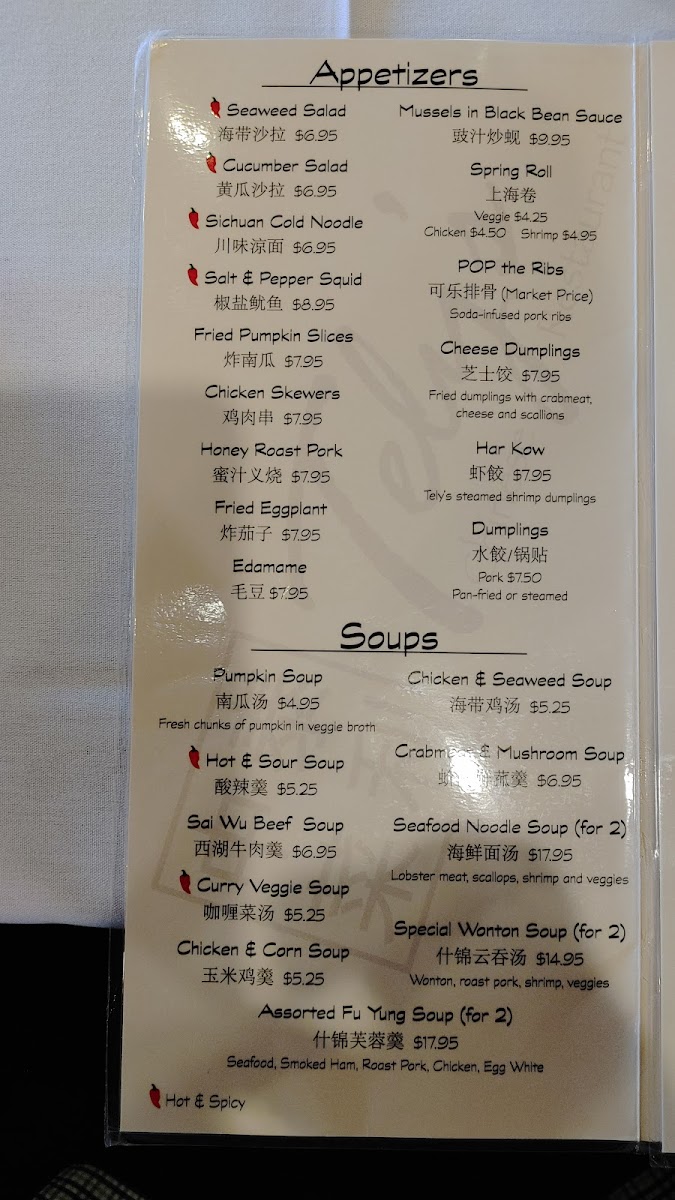 Appetizers
Seaweed Salad
海带沙拉 $6.95
Cucumber Salad
黄瓜沙拉 $6.95
Sichuan Cold Noodle
川味涼面 $6.95
Salt & Pepper Squid
椒盐鱿鱼 $8.95
Fried Pumpkin Slices
炸南瓜 $7.95
Chicken Skewers
鸡肉串 $7.95
Honey Roast Pork
蜜汁义烧 $7.95
Fried Eggplant
炸茄子 $7.95
Edamame
毛豆 $7.95
Mussels in Black Bean Sauce
豉汁炒蚬 $9.95
Spring Roll
上海卷
Veggie $4.25
Chicken $4.50 Shrimp $4.95
POP the Ribs
可乐排骨 (Market Price)
Soda-infused pork ribs
Cheese Dumplings
芝士饺 $7.95
Fried dumplings with crabmeat,
cheese and scallions
Har Kow
虾餃 $7.95
Tely's steamed shrimp dumplings
Dumplings
水餃/锅贴
Pork $7.50
Pan-fried or steamed
Soups
Pumpkin Soup
南瓜汤 $4.95
Fresh chunks of pumpkin in veggie broth
Hot & Sour Soup
酸辣羹 $5.25
Sai Wu Beef Soup
西湖牛肉羹 $6.95
Curry Veggie Soup
咖喱菜汤 $5.25
Chicken & Corn Soup
玉米鸡羹 $5.25
Chicken & Seaweed Soup
海带鸡汤 $5.25
Crabmeat & Mushroom Soup
菰羹 $6.95
Seafood Noodle Soup (for 2)
海鲜面汤 $17.95
Lobster meat, scallops, shrimp and veggies
Special Wonton Soup (for 2)
什锦云吞汤 $14.95
Wonton, roast pork, shrimp, veggies
Assorted Fu Yung Soup (for 2)
什锦芙蓉羹 $17.95
Seafood, Smoked Ham, Roast Pork, Chicken, Egg White
Hot & Spicy